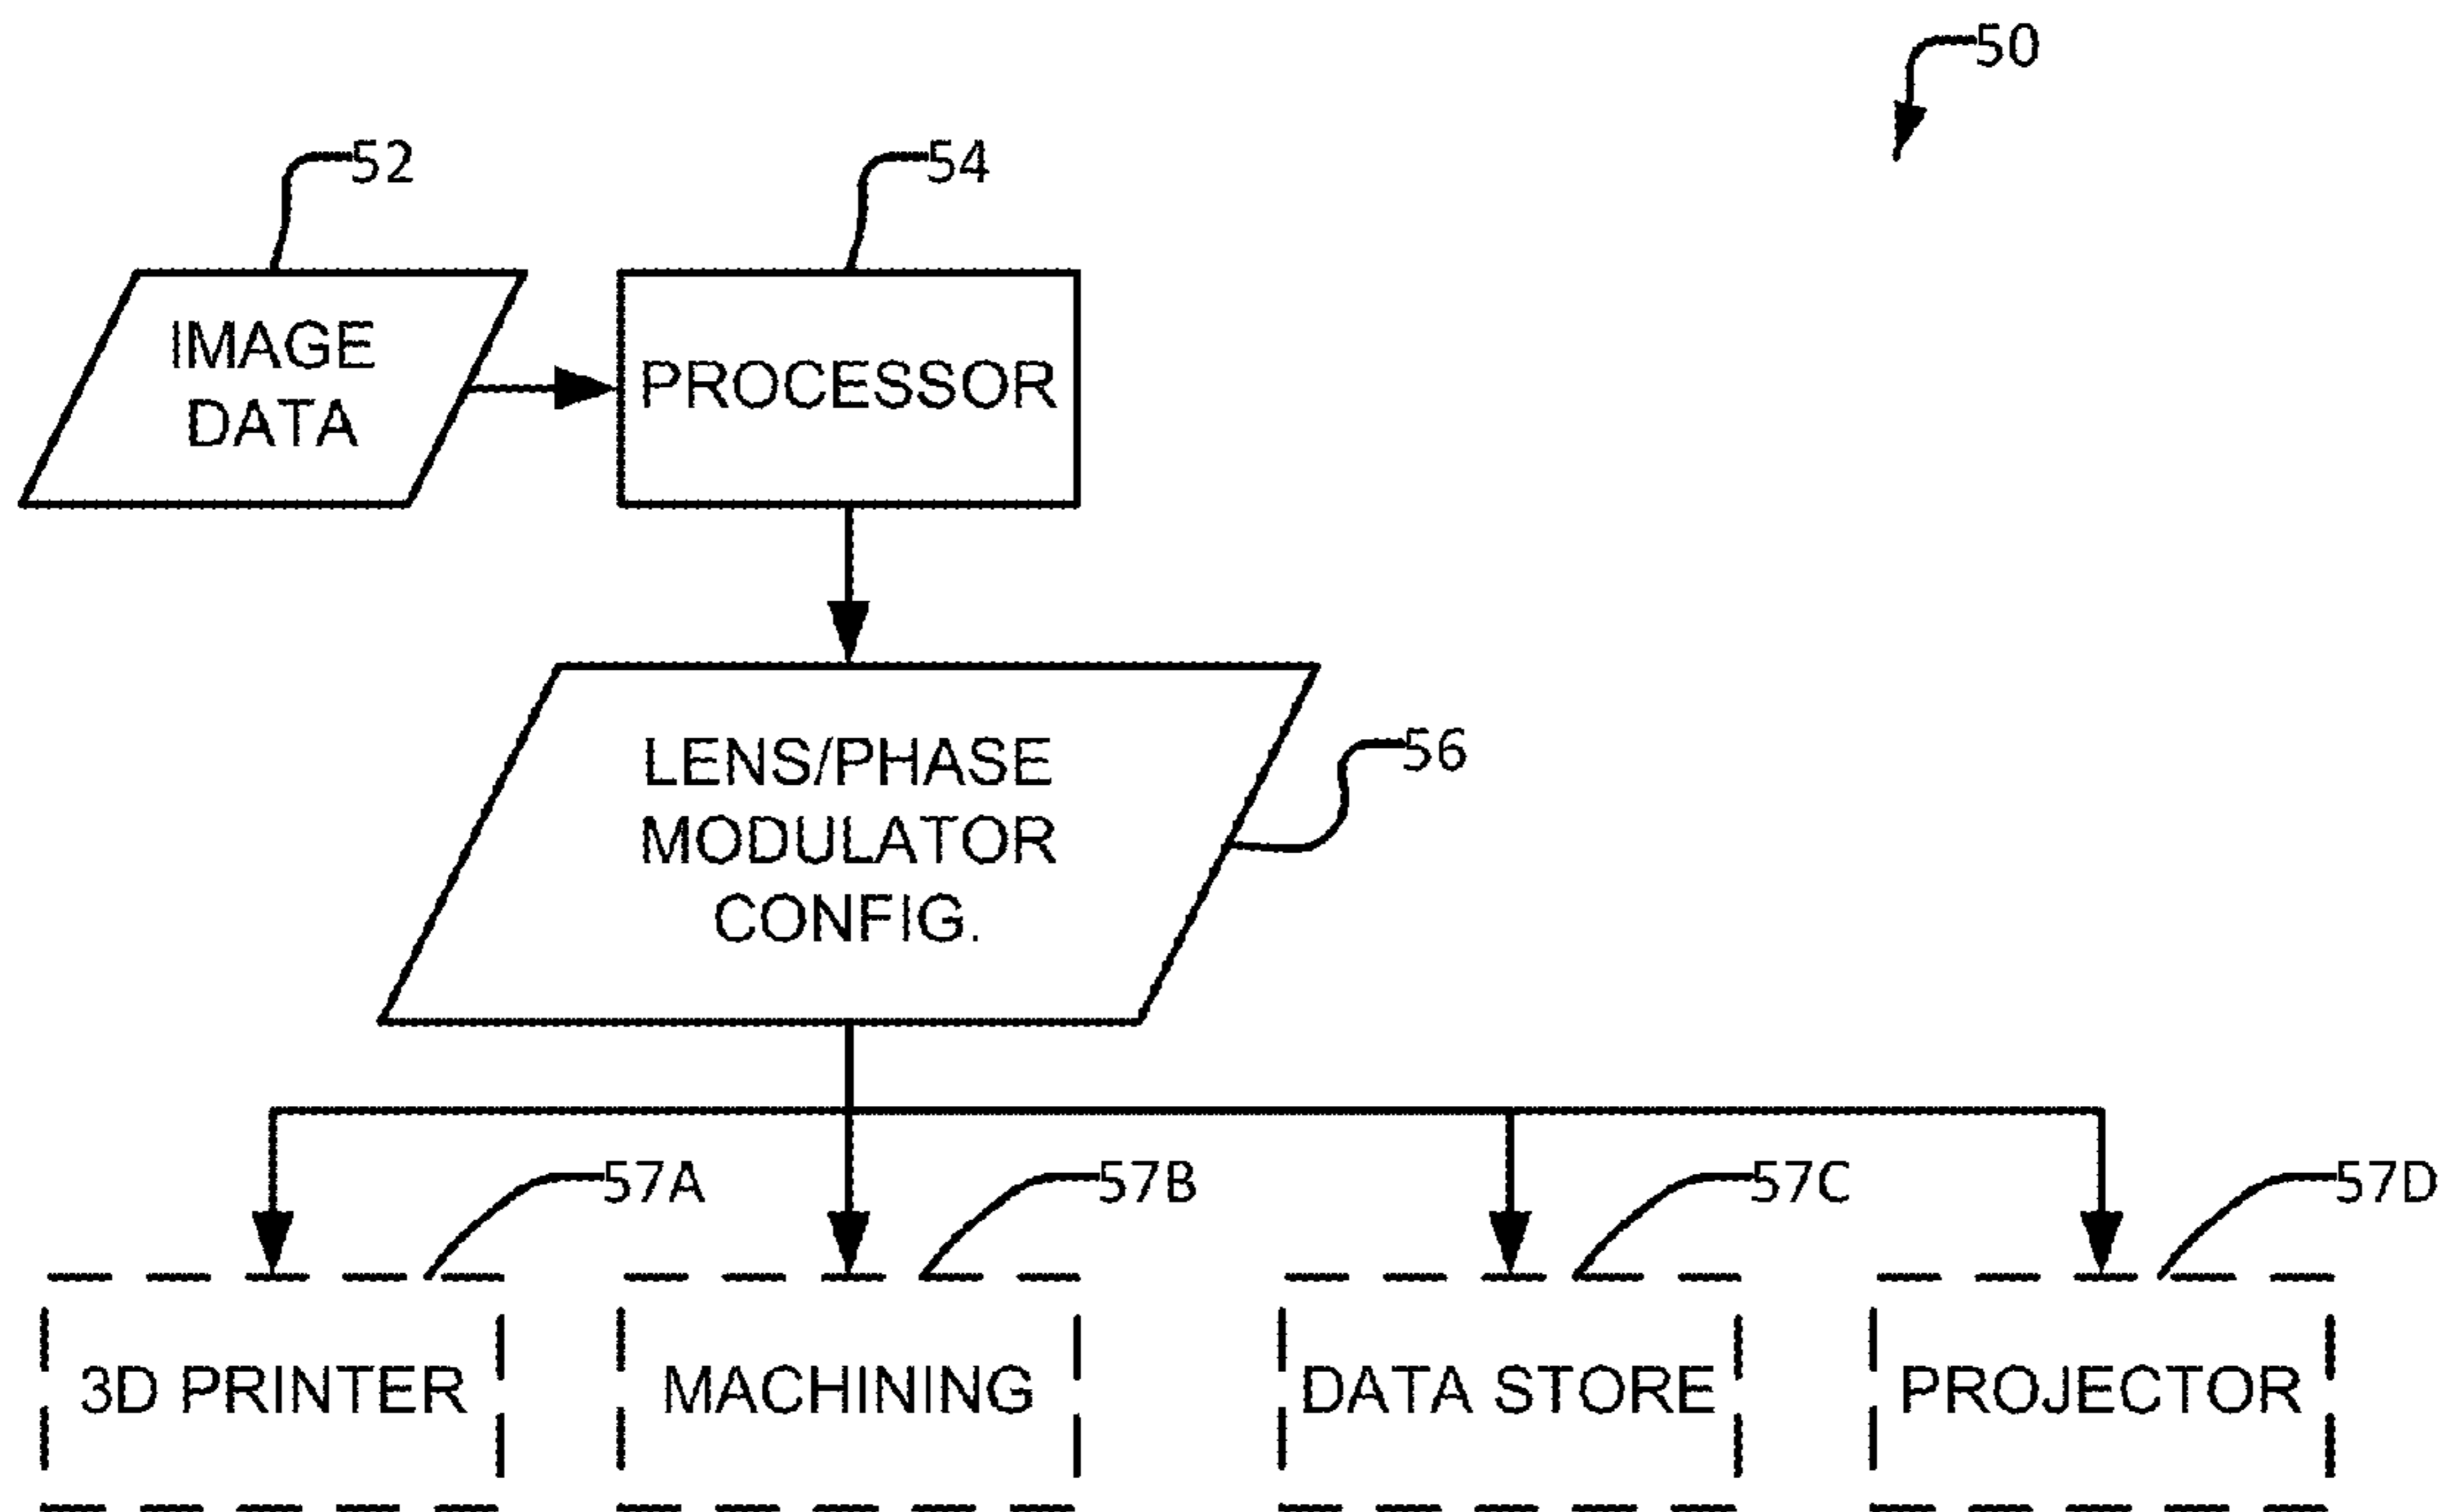 50
52
54
IMAGE
DATA
PROCESSOR
LENS/PHASE
MODULATOR
CONFIG.
56
57A
57B
57C
57D
3D PRINTER
MACHINING
DATA STORE
PROJECTOR